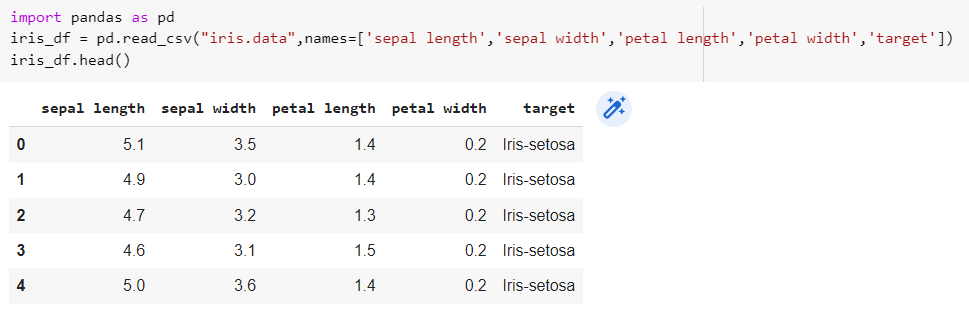 import pandas as pd
iris_df = pd.read_csv("iris.data",names=['sepal length','sepal width','petal length','petal width','target'])
iris_df.head()
sepal length sepal width petal length petal width target
0 5.1 3.5 1.4 0.2 Iris-setosa
1 4.9 3.0 1.4 0.2 Iris-setosa
2 4.7 3.2 1.3 0.2 Iris-setosa
3 4.6 3.1 1.5 0.2 Iris-setosa
4 5.0 3.6 1.4 0.2 Iris-setosa